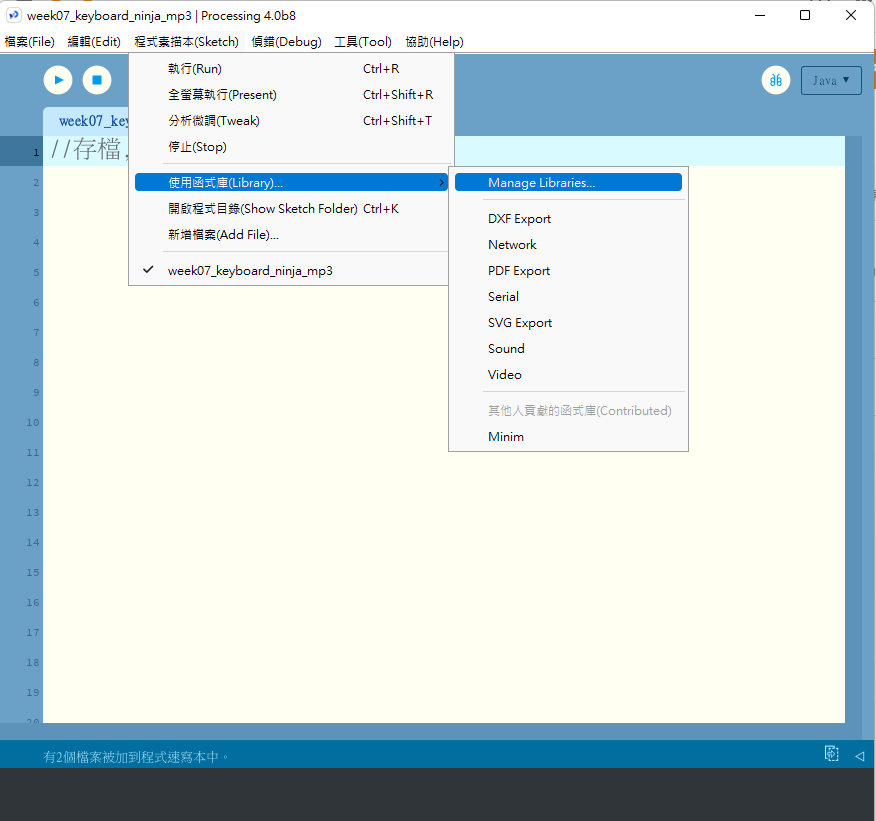 week07_keyboard_ninja_mp3 | Processing 4.0b8
檔案(File) 編輯(Edit) 程式素描本(Sketch) 偵錯(Debug) 工具(Tool) 協助(Help)
執行(Run) Ctrl+R
全螢幕執行(Present) Ctrl+Shift+R
分析微調(Tweak) Ctrl+Shift+T
停止(Stop)
使用函式庫(Library)...
開啟程式目錄(Show Sketch Folder) Ctrl+K
新增檔案(Add File)...
week07_keyboard_ninja_mp3
Manage Libraries...
DXF Export
Network
PDF Export
Serial
SVG Export
Sound
Video
其他人貢獻的函式庫(Contributed)
Minim
Java
week07_key
1 //存檔,
2
3
4
5
6
7
8
9
10
11
12
13
14
15
16
17
18
19
20
有2個檔案被加到程式速寫本中。